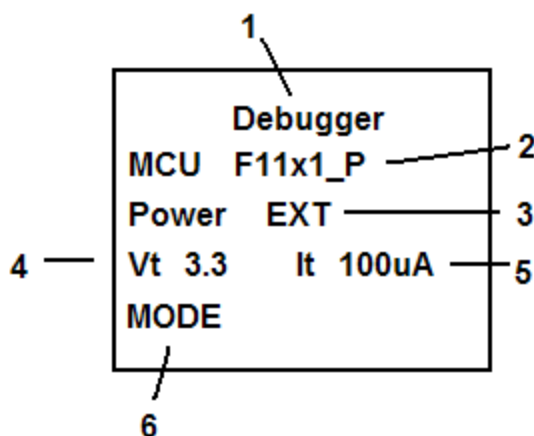 1
Debugger
MCU F11x1_P 2
Power EXT 3
4 Vt 3.3 It 100uA 5
MODE
6